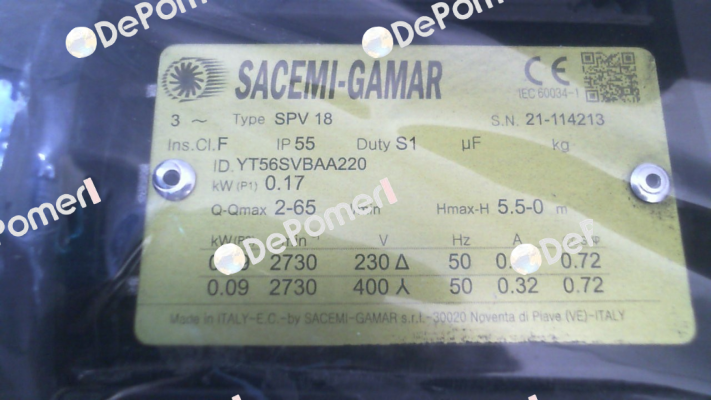 SACEMI-GAMAR
CE
IEC 60034-1
3 ~ Type SPV 18 S.N. 21-114213
Ins.Cl.F IP 55 Duty S1 µF kg
ID.YT56SVBAA220
kW (P1) 0.17
Q-Qmax 2-65 Hmax-H 5.5-0 m
V Hz A
2730 230 Δ 50 0.72
0.09 2730 400 人 50 0.32 0.72
Made in ITALY-E.C.-by SACEMI-GAMAR s.r.l.-30020 Noventa di Piave (VE)-ITALY
DePomerl
DePomerl
DePomerl
DePomerl
DePomerl